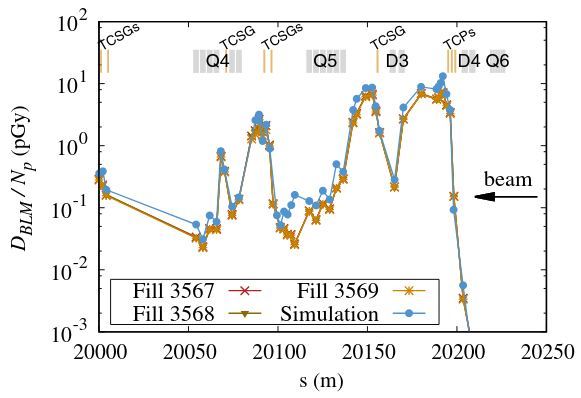 TCSGs TCSG TCSGs TCSG TCPs
Q4 Q5 D3 D4 Q6
10^2
10^1
10^0
10^-1
10^-2
10^-3
D_BLM / N_p (pGy)
beam
Fill 3567 Fill 3569
Fill 3568 Simulation
20000 20050 20100 20150 20200 20250
s (m)